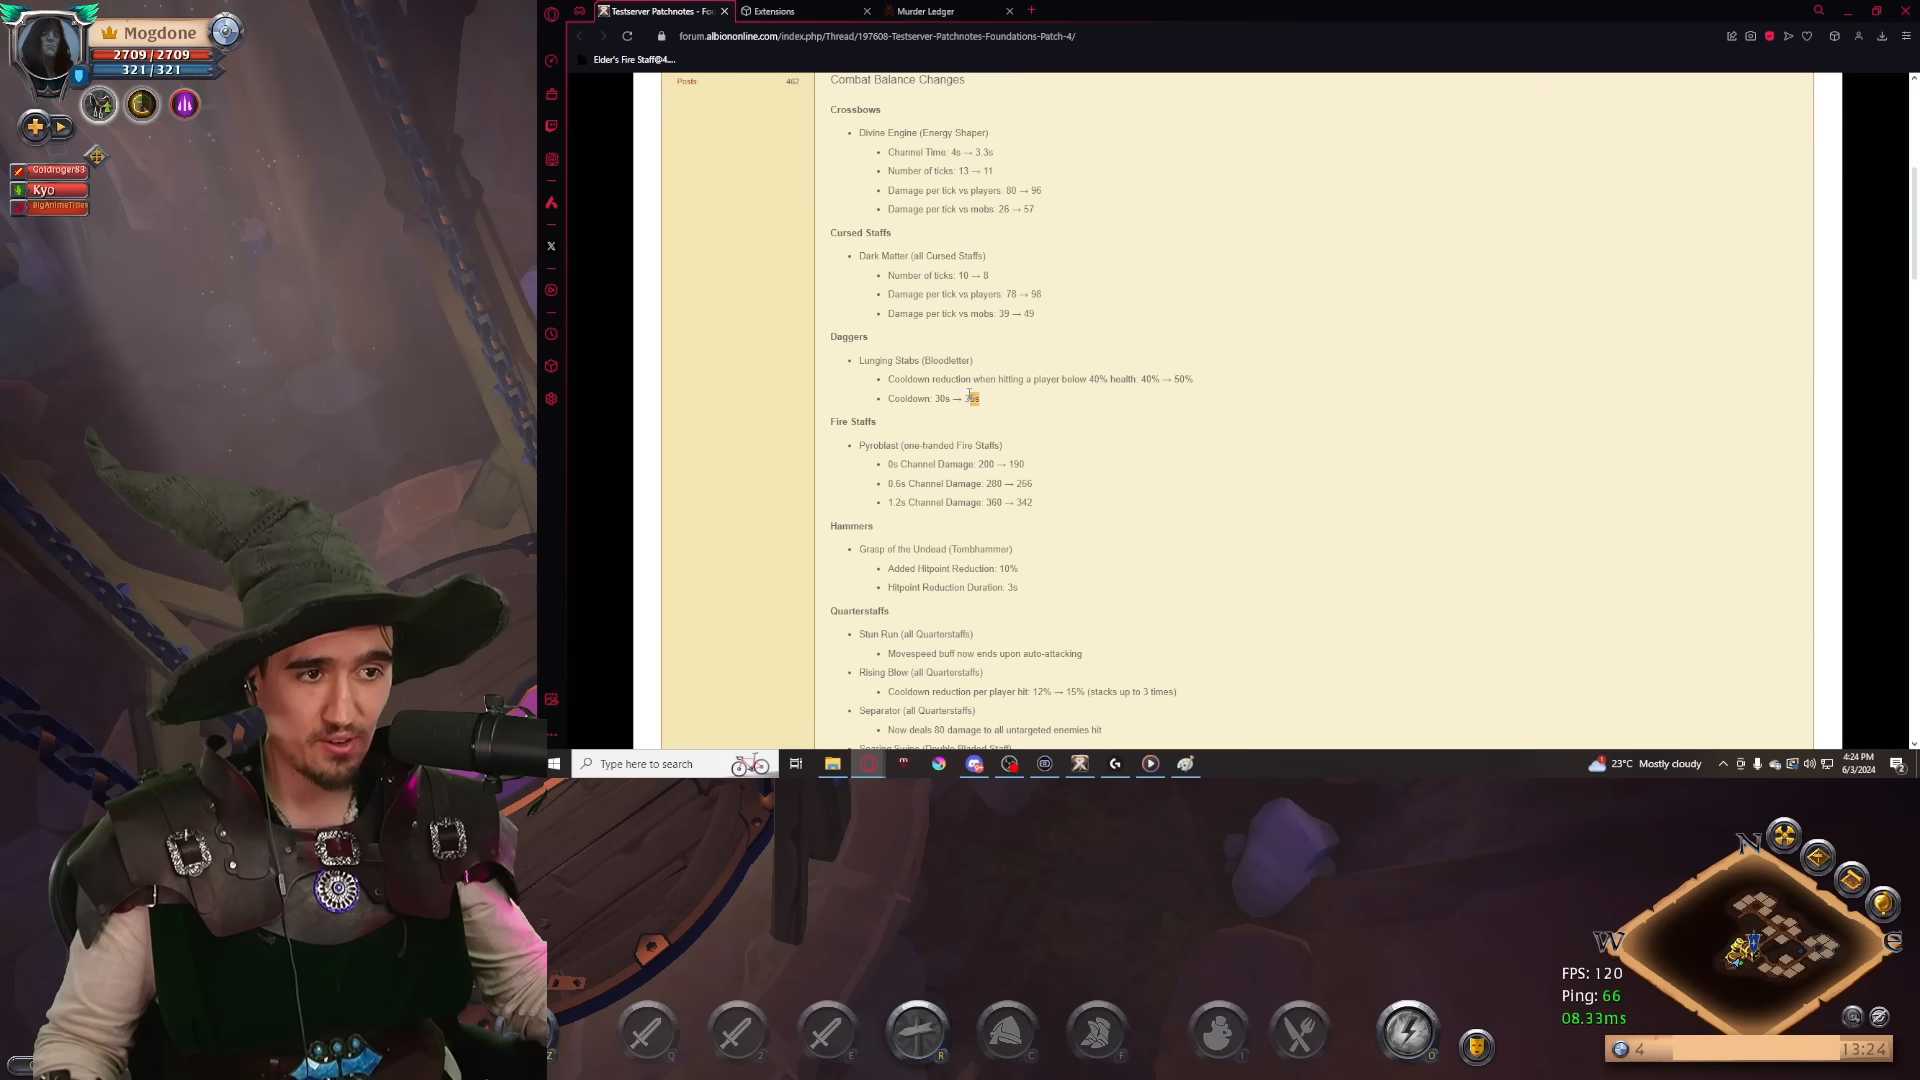 Mogdone
2709/2709
321/321
Goldroger83
Kyo
BigAnimeTitties
Testserver Patchnotes - Fou
Extensions
Murder Ledger
forum.albiononline.com/index.php/Thread/197608-Testserver-Patchnotes-Foundations-Patch-4/
Elder's Fire Staff@4....
Posts: 462
Combat Balance Changes
Crossbows
Divine Engine (Energy Shaper)
Channel Time: 4s → 3.3s
Number of ticks: 13 → 11
Damage per tick vs players: 80 → 96
Damage per tick vs mobs: 26 → 57
Cursed Staffs
Dark Matter (all Cursed Staffs)
Number of ticks: 10 → 8
Damage per tick vs players: 78 → 98
Damage per tick vs mobs: 39 → 49
Daggers
Lunging Stabs (Bloodletter)
Cooldown reduction when hitting a player below 40% health: 40% → 50%
Cooldown: 30s →
Fire Staffs
Pyroblast (one-handed Fire Staffs)
0s Channel Damage: 200 → 190
0.6s Channel Damage: 280 → 266
1.2s Channel Damage: 360 → 342
Hammers
Grasp of the Undead (Tombhammer)
Added Hitpoint Reduction: 10%
Hitpoint Reduction Duration: 3s
Quarterstaffs
Stun Run (all Quarterstaffs)
Movespeed buff now ends upon auto-attacking
Rising Blow (all Quarterstaffs)
Cooldown reduction per player hit: 12% → 15% (stacks up to 3 times)
Separator (all Quarterstaffs)
Now deals 80 damage to all untargeted enemies hit
Soaring Swipe (Double Bladed Staff)
Type here to search
23°C Mostly cloudy
4:24 PM
6/3/2024
2
N
W
E
FPS: 120
Ping: 66
08.33ms
4
13:24
Z
Q
2
E
R
C
F
I
O